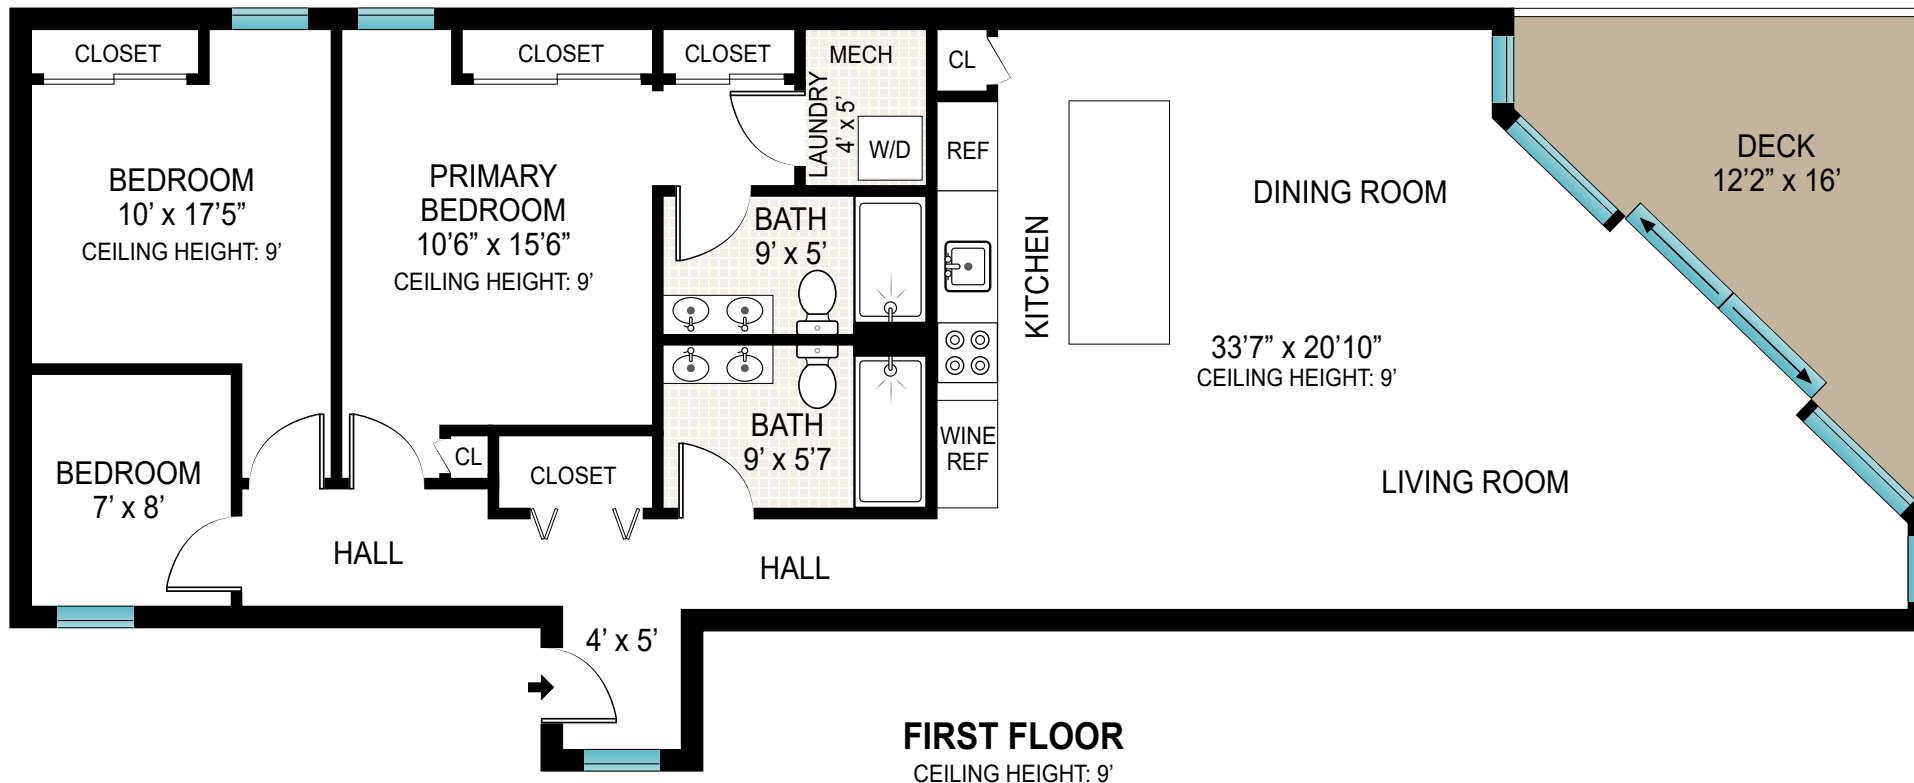 CLOSET
CLOSET
CLOSET
MECH
LAUNDRY
4’ x 5’
W/D
CL
REF
BEDROOM
10’ x 17’5”
CEILING HEIGHT: 9’
PRIMARY
BEDROOM
10’6” x 15’6”
CEILING HEIGHT: 9’
BATH
9’ x 5’
KITCHEN
DINING ROOM
DECK
12’2” x 16’
33’7” x 20’10”
CEILING HEIGHT: 9’
BATH
9’ x 5’7
WINE
REF
BEDROOM
7’ x 8’
CL
CLOSET
LIVING ROOM
HALL
HALL
4’ x 5’
FIRST FLOOR
CEILING HEIGHT: 9’